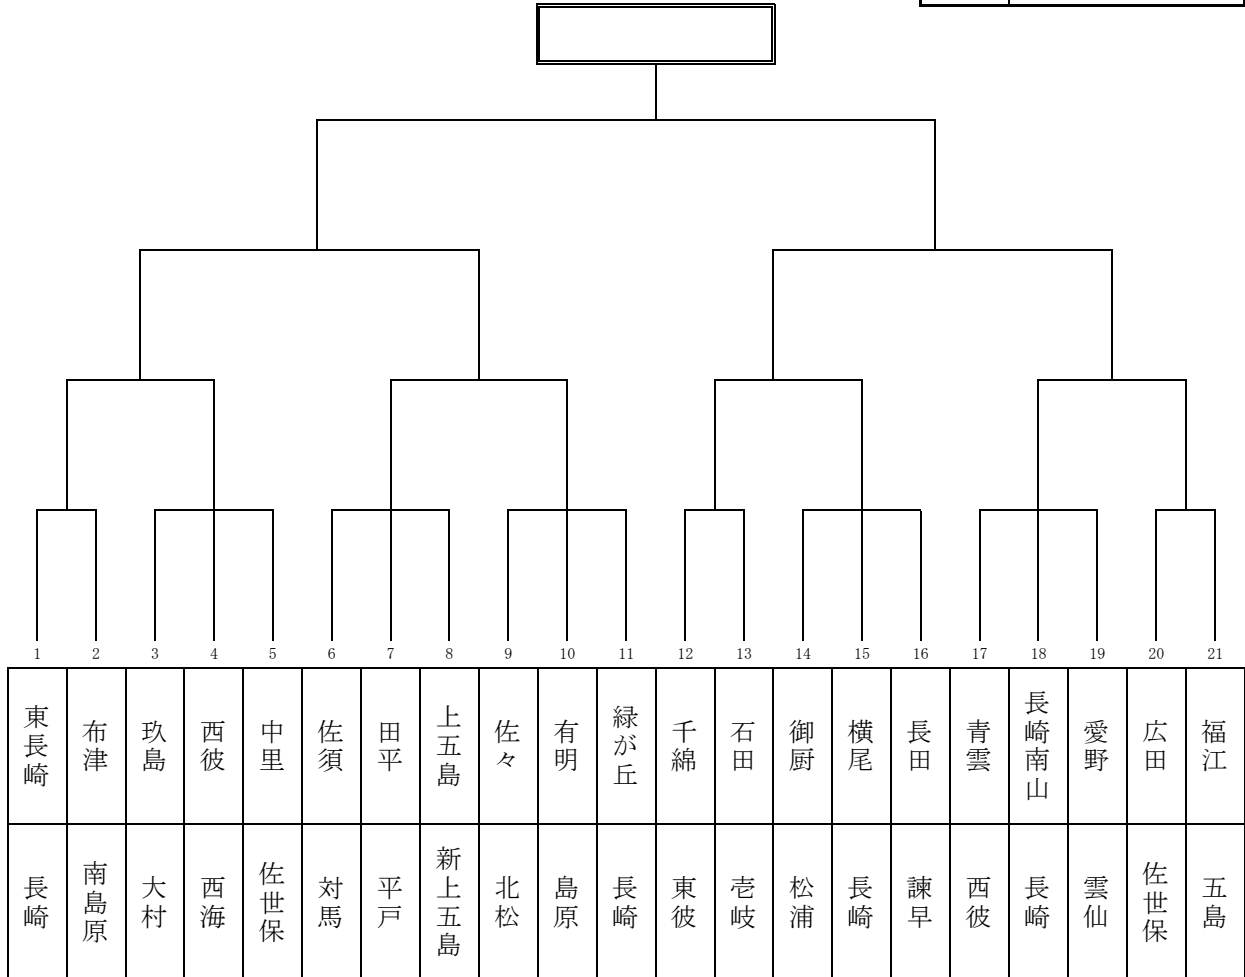 1 2 3 4 5 6 7 8 9 10 11 12 13 14 15 16 17 18 19 20 21
東長崎 布津 玖島 西彼 中里 佐須 田平 上五島 佐々 有明 緑が丘 千綿 石田 御厨 横尾 長田 青雲 長崎南山 愛野 広田 福江
長崎 南島原 大村 西海 佐世保 対馬 平戸 新上五島 北松 島原 長崎 東彼 壱岐 松浦 長崎 諫早 西彼 長崎 雲仙 佐世保 五島